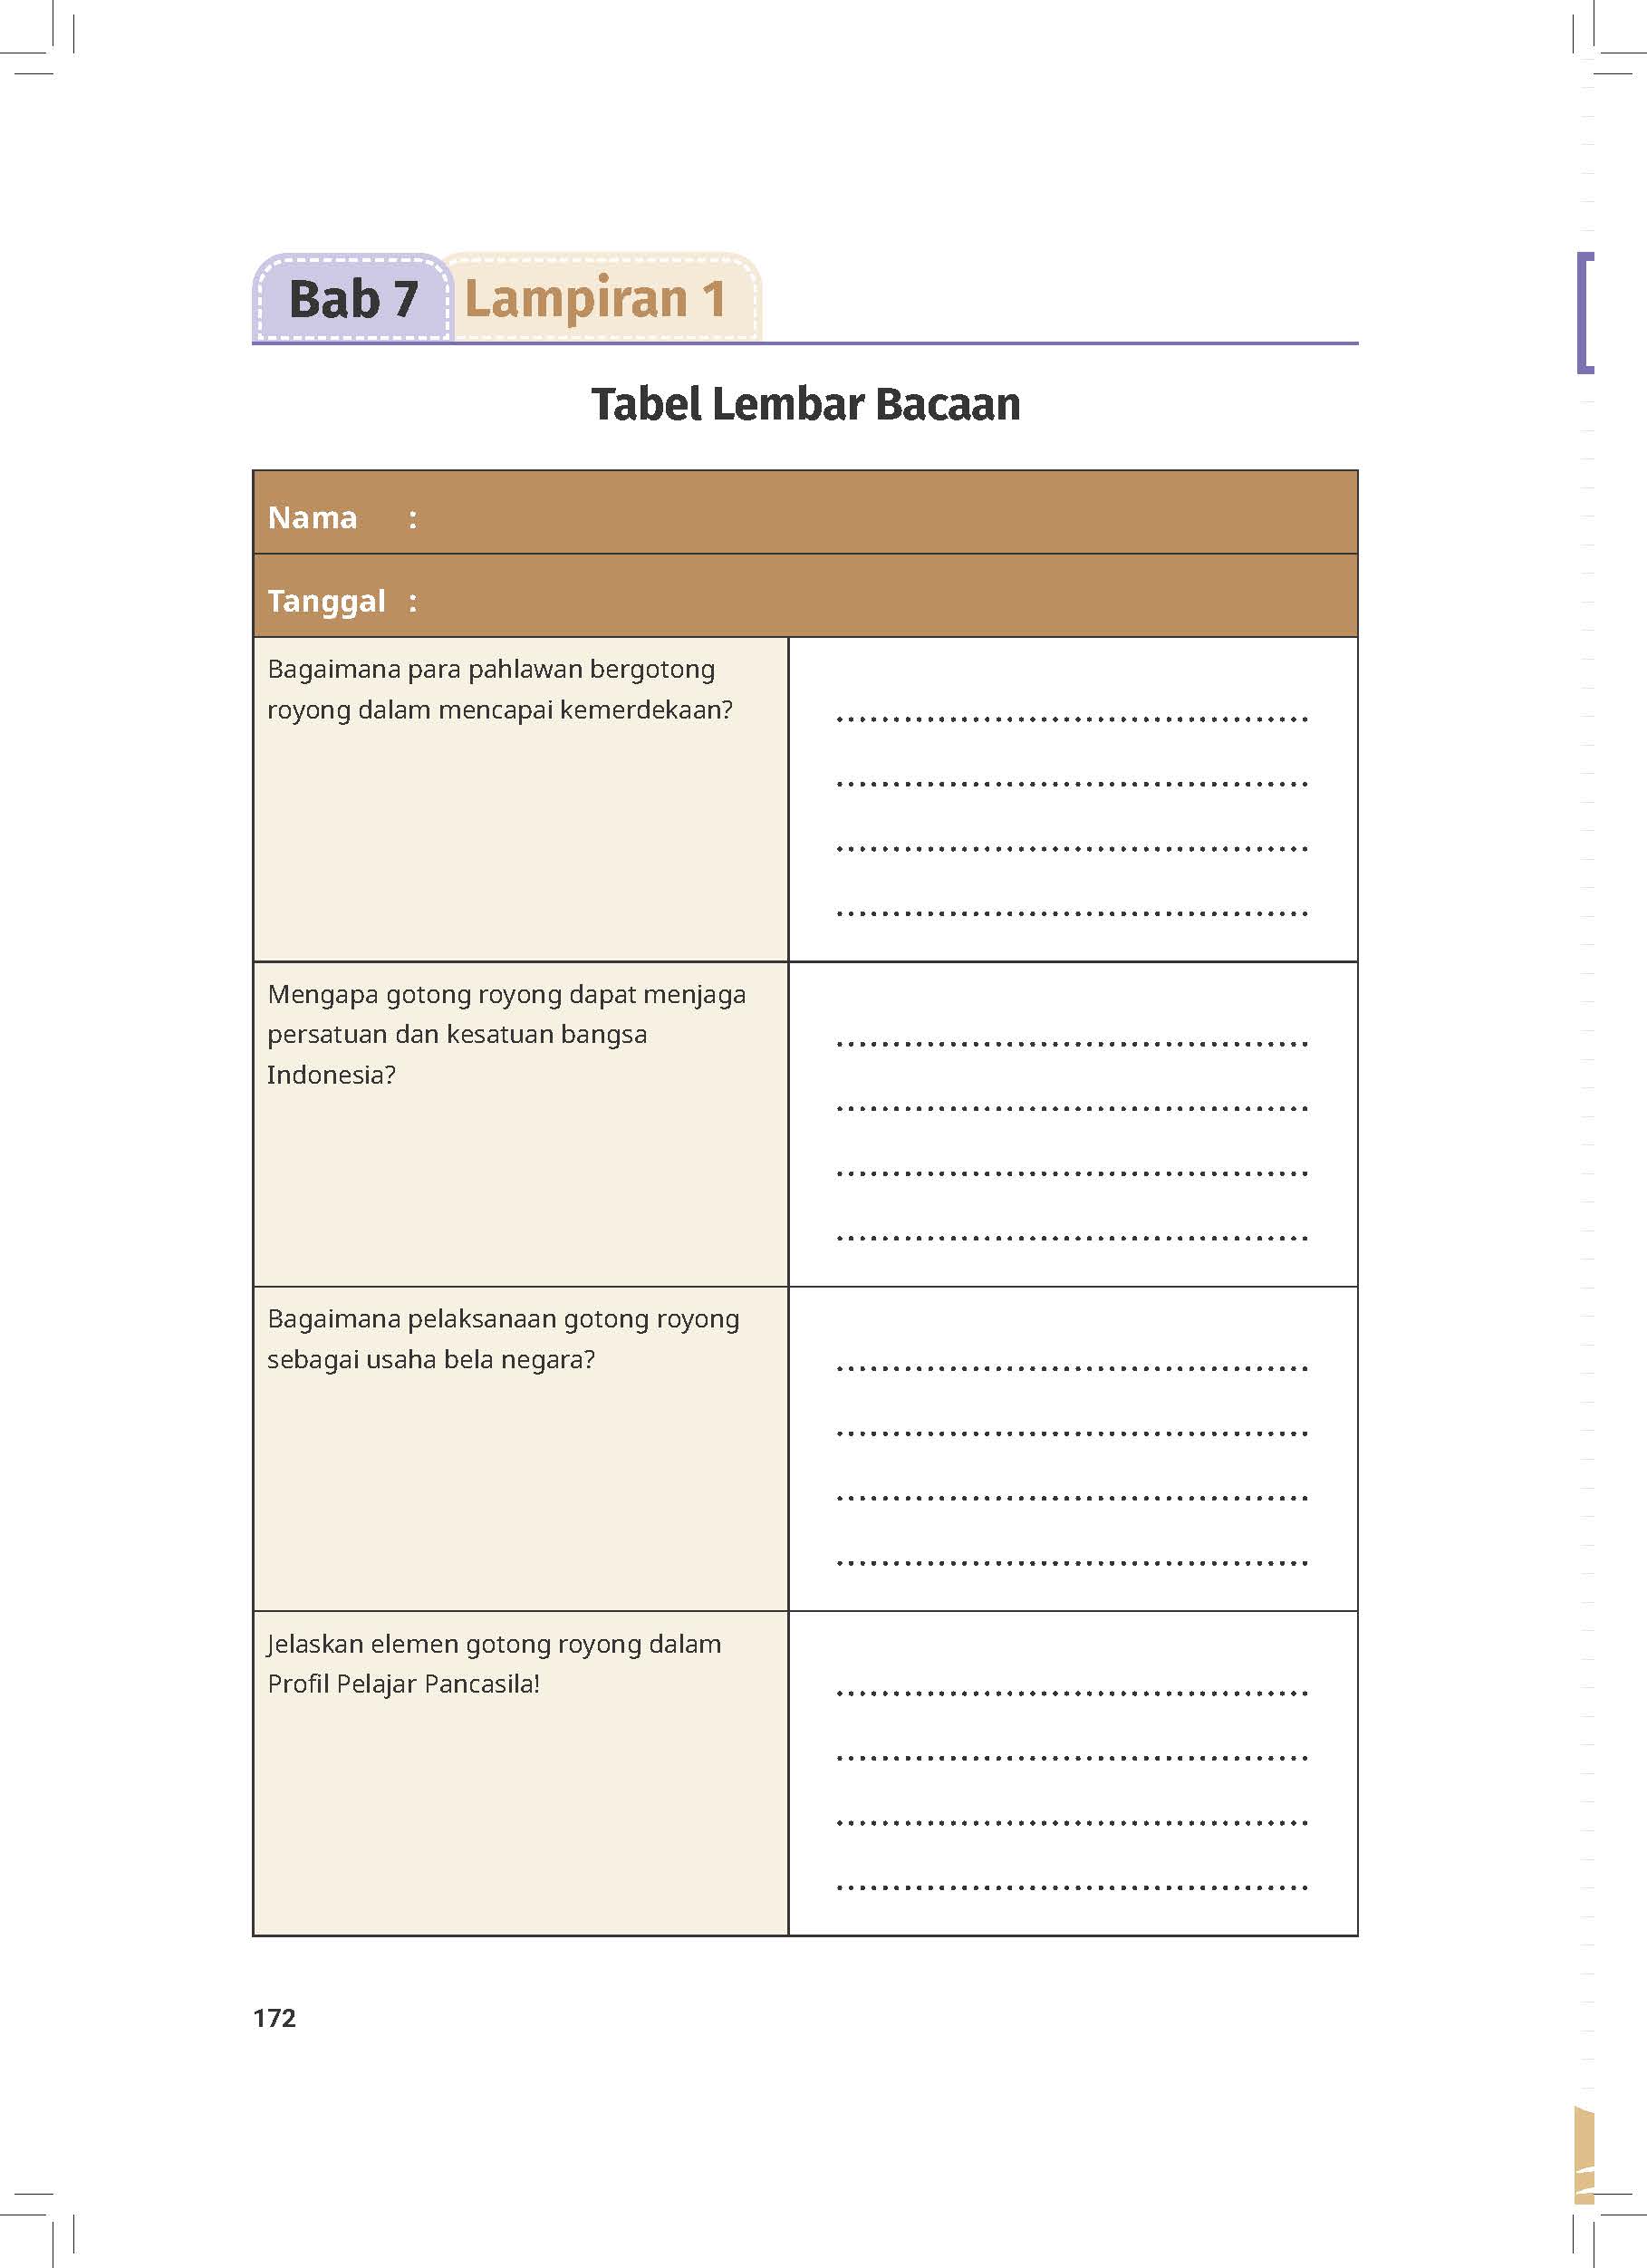 Bab 7 Lampiran 1
Tabel Lembar Bacaan
Nama :
Tanggal :
Bagaimana para pahlawan bergotong
royong dalam mencapai kemerdekaan?
..........................................
..........................................
..........................................
..........................................
Mengapa gotong royong dapat menjaga
persatuan dan kesatuan bangsa
Indonesia?
..........................................
..........................................
..........................................
..........................................
Bagaimana pelaksanaan gotong royong
sebagai usaha bela negara?
..........................................
..........................................
..........................................
..........................................
Jelaskan elemen gotong royong dalam
Profil Pelajar Pancasila!
..........................................
..........................................
..........................................
..........................................
172